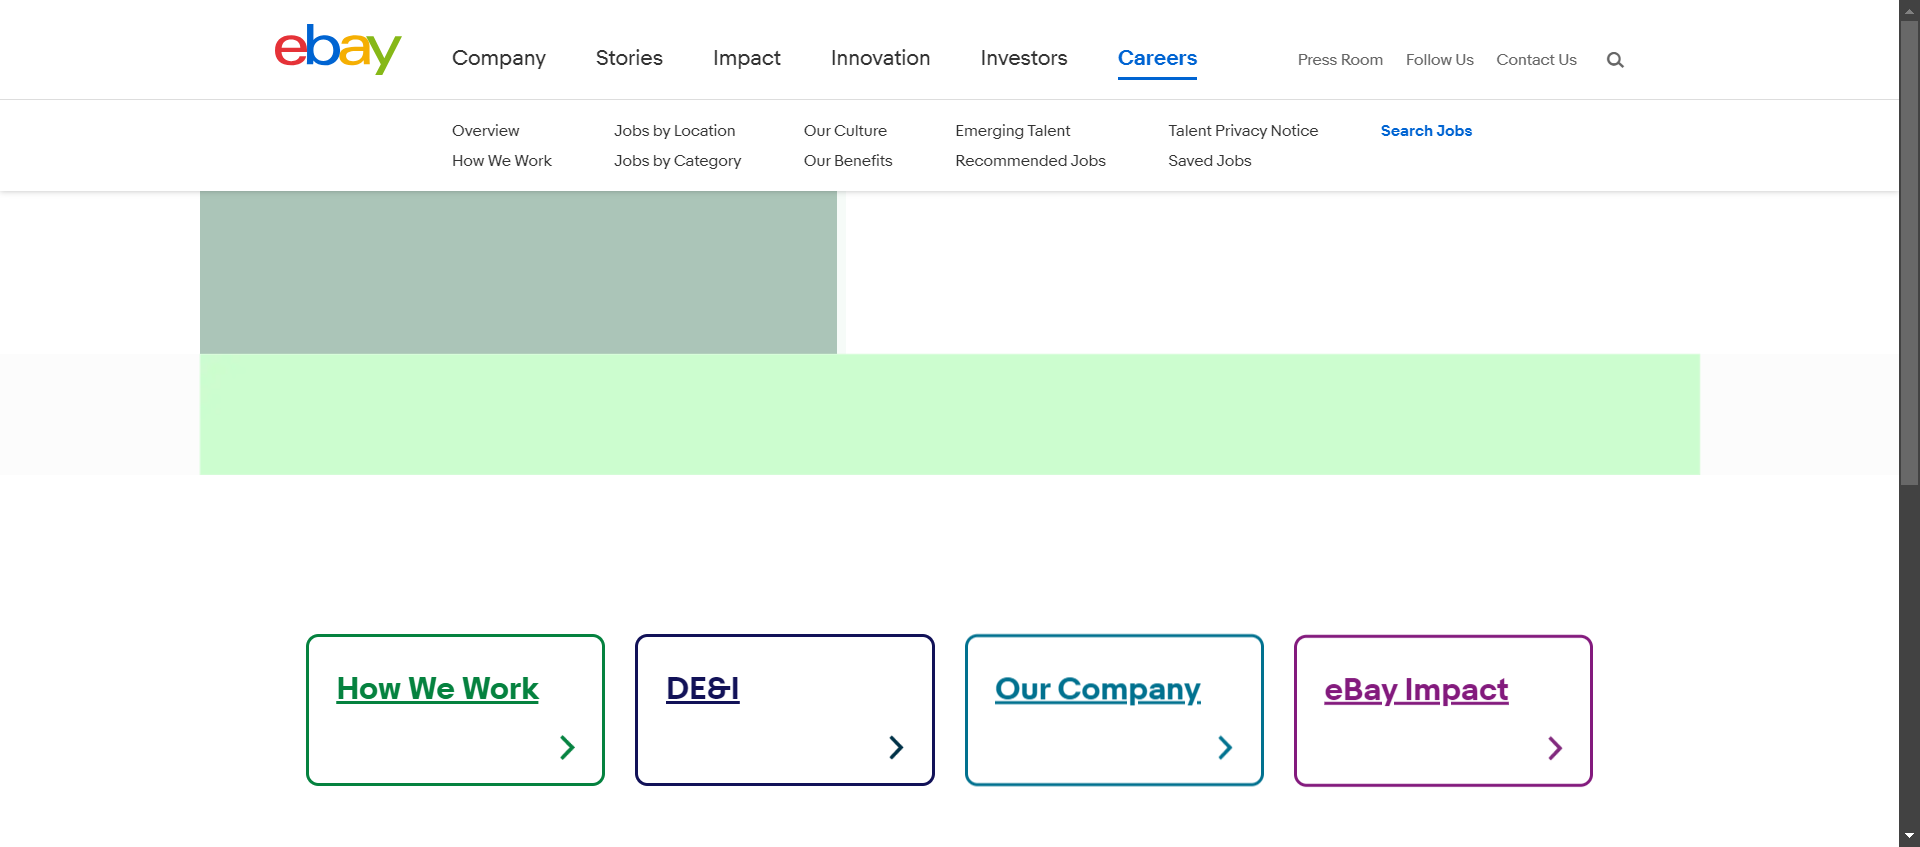 ebay
Company Stories Impact Innovation Investors Careers Press Room Follow Us Contact Us
Overview Jobs by Location Our Culture Emerging Talent Talent Privacy Notice Search Jobs
How We Work Jobs by Category Our Benefits Recommended Jobs Saved Jobs
How We Work DE&I Our Company eBay Impact